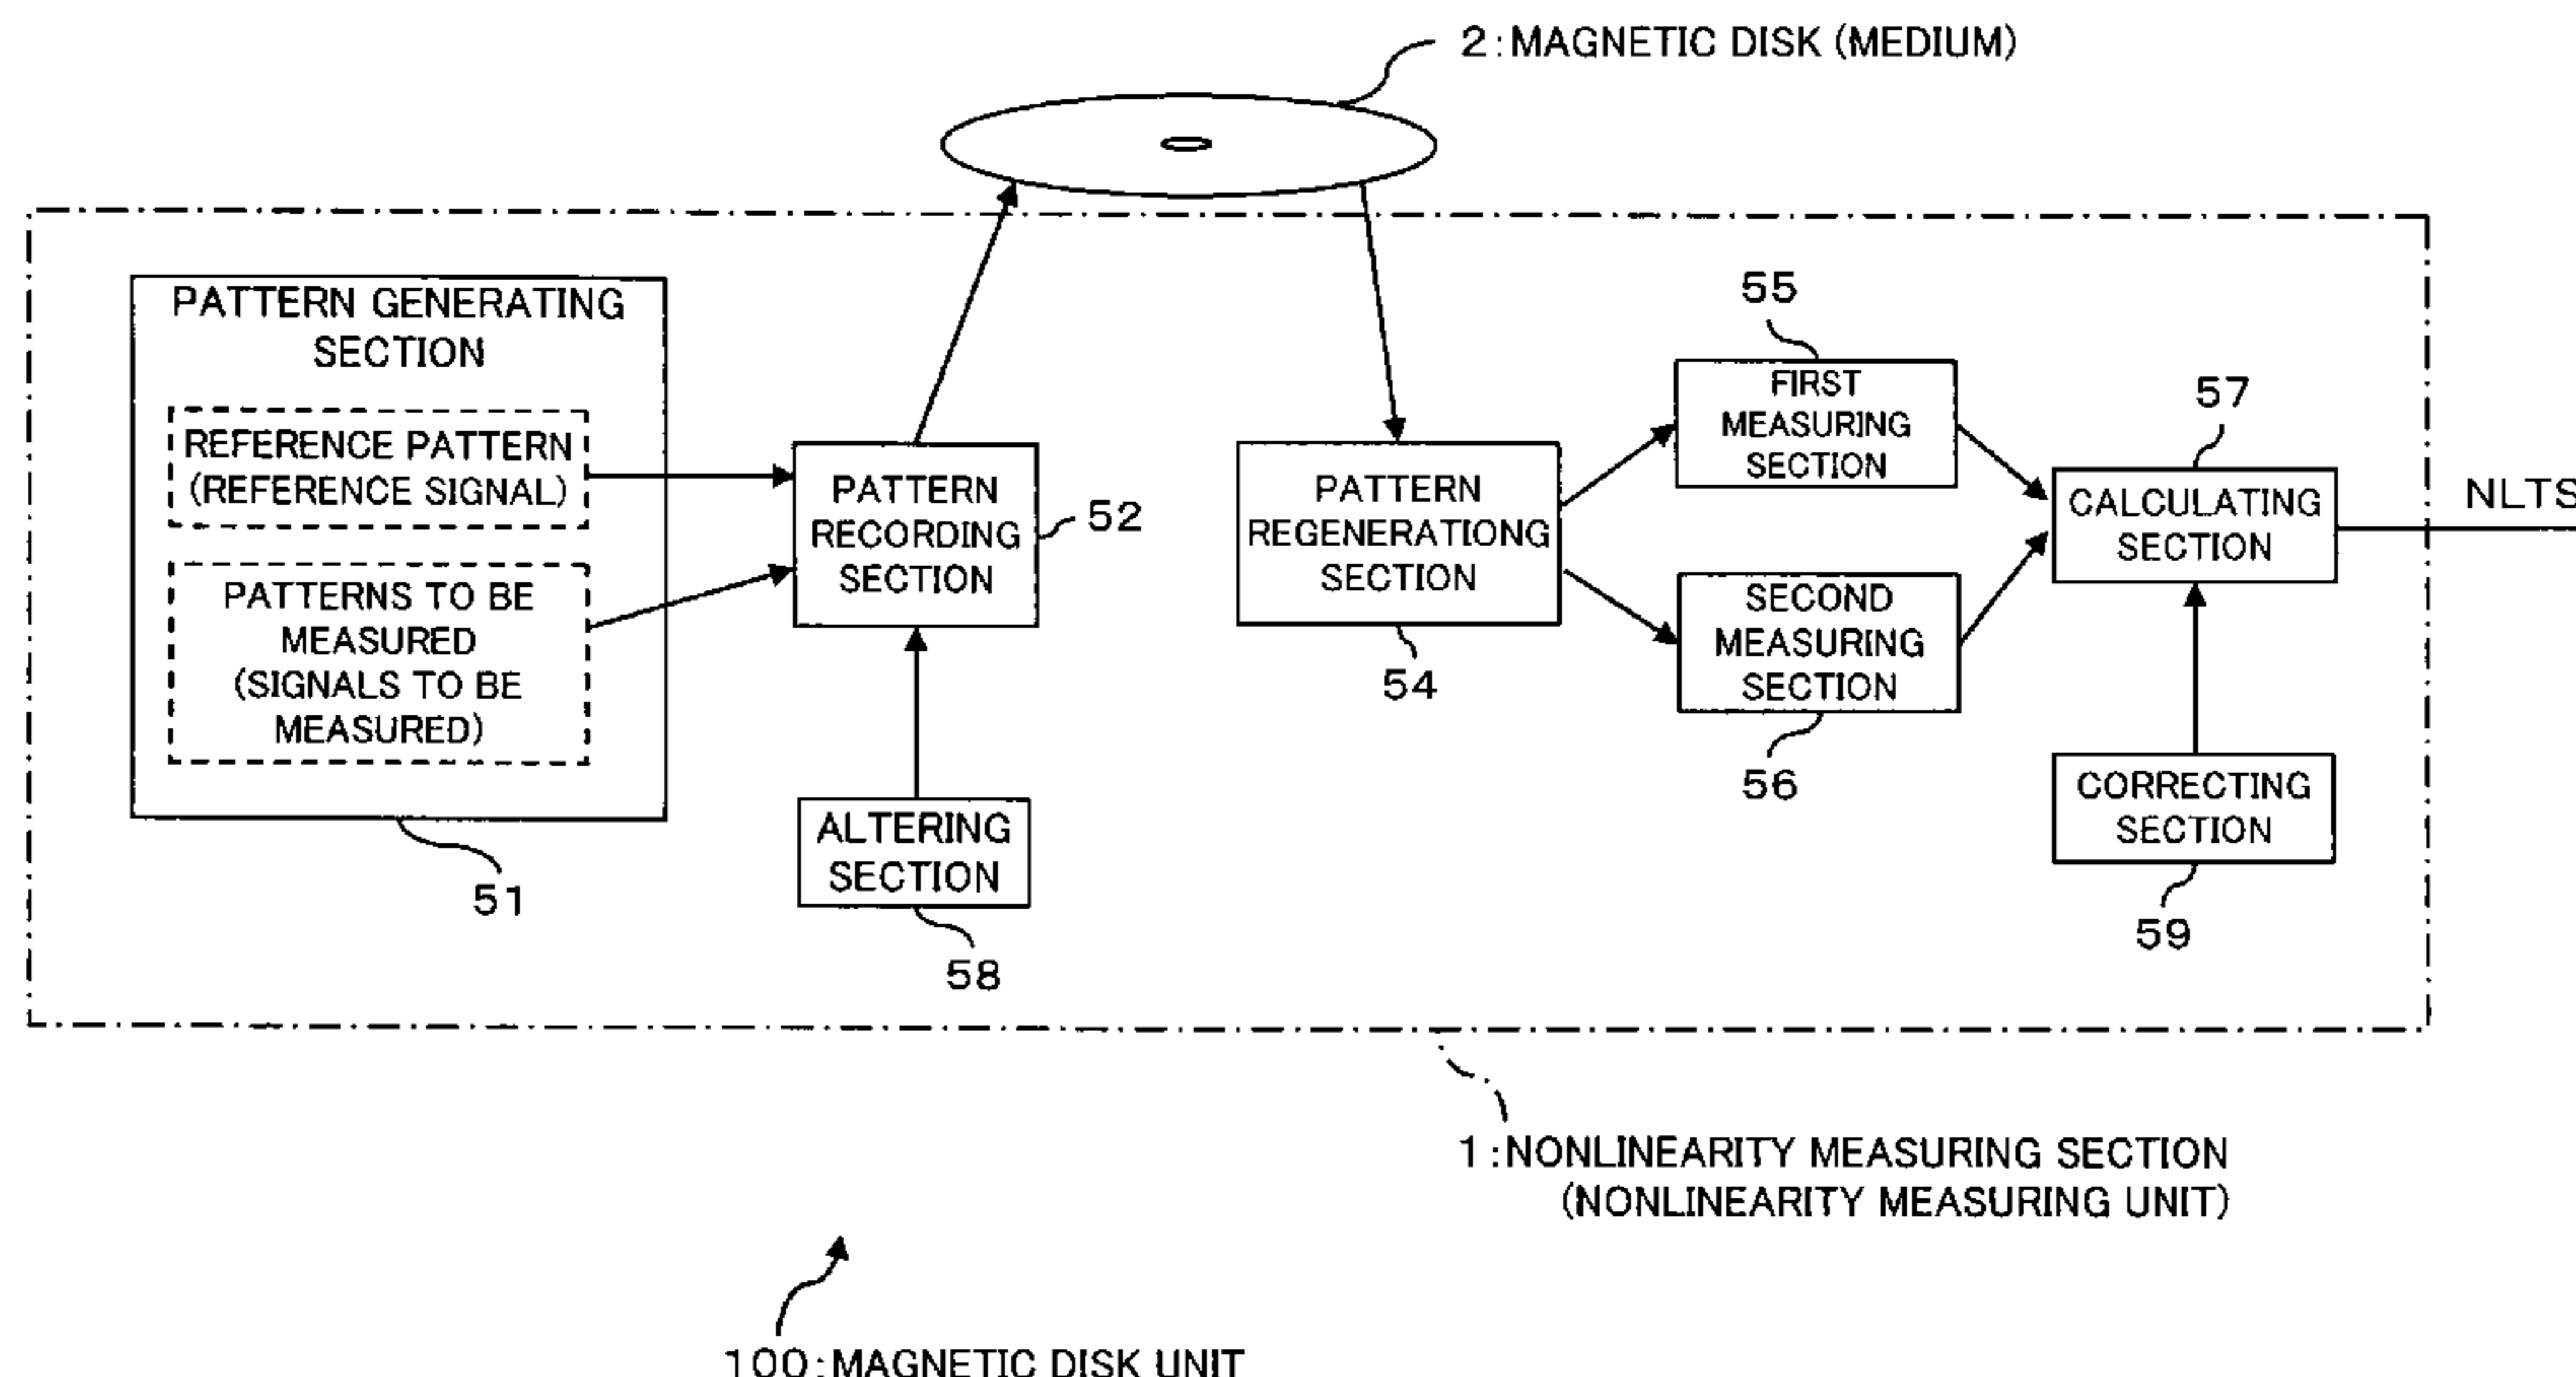 2:MAGNETIC DISK (MEDIUM)
PATTERN GENERATING
SECTION
REFERENCE PATTERN
(REFERENCE SIGNAL)
PATTERNS TO BE
MEASURED
(SIGNALS TO BE
MEASURED)
51
PATTERN
RECORDING
SECTION
52
ALTERING
SECTION
58
PATTERN
REGENERATIONG
SECTION
54
55
FIRST
MEASURING
SECTION
SECOND
MEASURING
SECTION
56
57
CALCULATING
SECTION
NLTS
CORRECTING
SECTION
59
1:NONLINEARITY MEASURING SECTION
(NONLINEARITY MEASURING UNIT)
100:MAGNETIC DISK UNIT